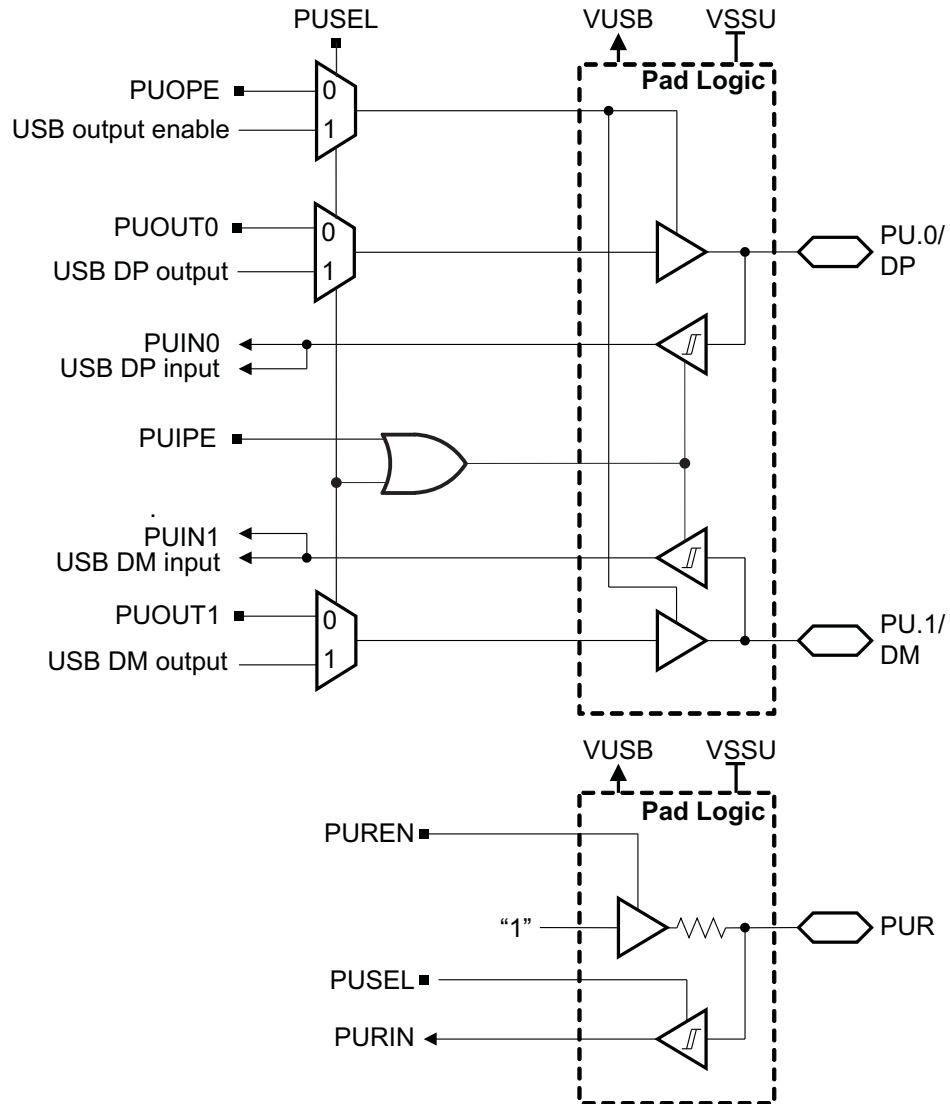 PUSEL
VUSB
VSSU
Pad Logic
PUOPE
0
USB output enable
1
PUOUT0
0
USB DP output
1
PU.0/
DP
PUIN0
USB DP input
PUIPE
.
PUIN1
USB DM input
PUOUT1
0
USB DM output
1
PU.1/
DM
VUSB
VSSU
Pad Logic
PUREN
“1”
PUR
PUSEL
PURIN